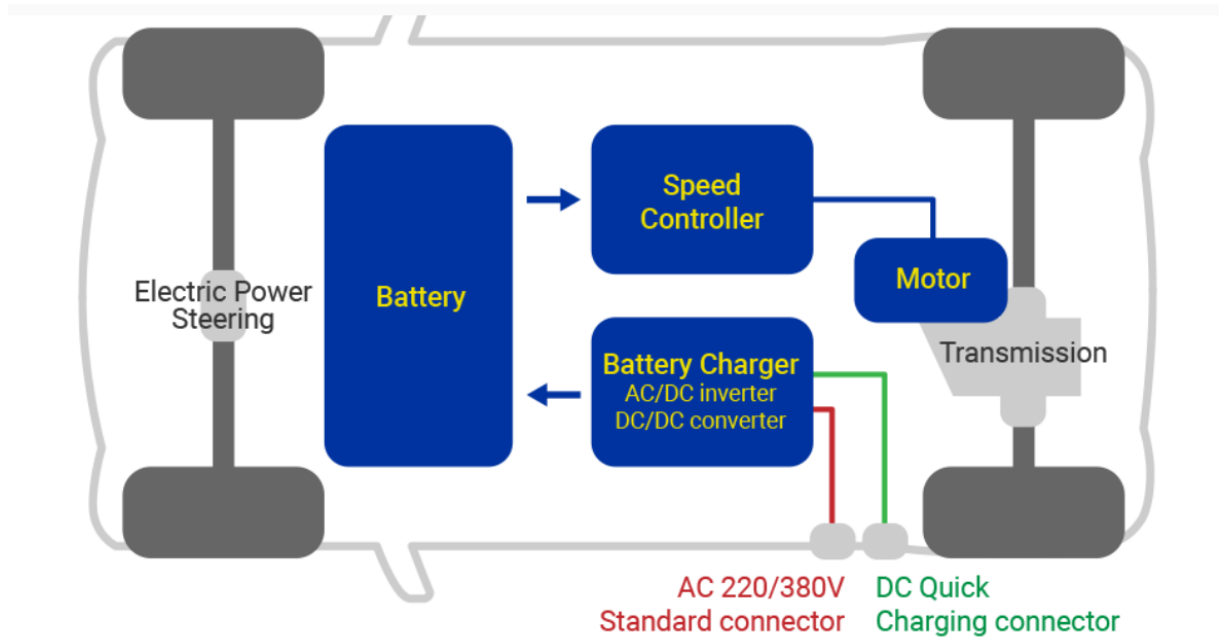 Electric Power
Steering
Battery
Speed
Controller
Motor
Battery Charger
AC/DC inverter
DC/DC converter
Transmission
AC 220/380V
Standard connector
DC Quick
Charging connector